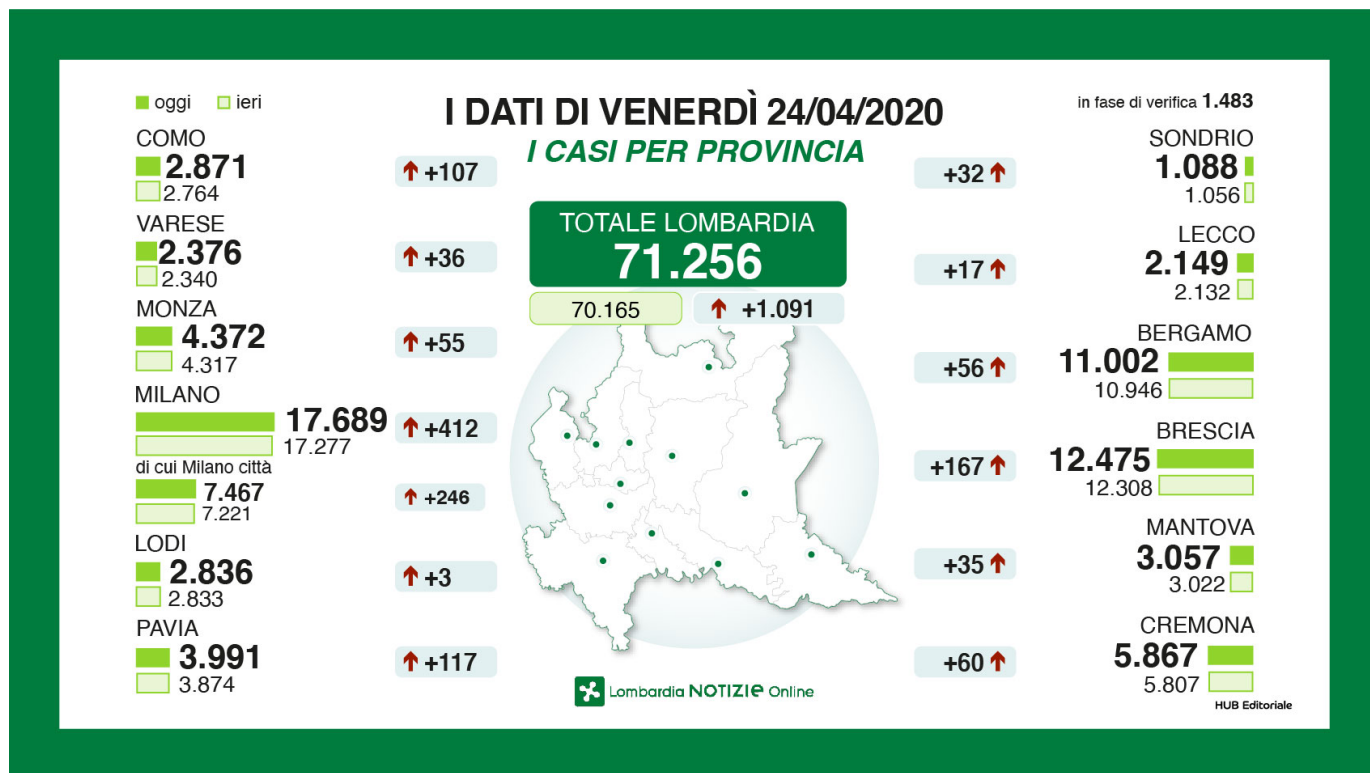 oggi ieri
I DATI DI VENERDÌ 24/04/2020
I CASI PER PROVINCIA
in fase di verifica 1.483
COMO
2.871
2.764
+107
VARESE
2.376
2.340
+36
MONZA
4.372
4.317
+55
MILANO
17.689
17.277
+412
di cui Milano città
7.467
7.221
+246
LODI
2.836
2.833
+3
PAVIA
3.991
3.874
+117
TOTALE LOMBARDIA
71.256
70.165
+1.091
SONDRIO
+32
1.088
1.056
LECCO
+17
2.149
2.132
BERGAMO
+56
11.002
10.946
BRESCIA
+167
12.475
12.308
MANTOVA
+35
3.057
3.022
CREMONA
+60
5.867
5.807
Lombardia NOTIZIe Online
HUB Editoriale